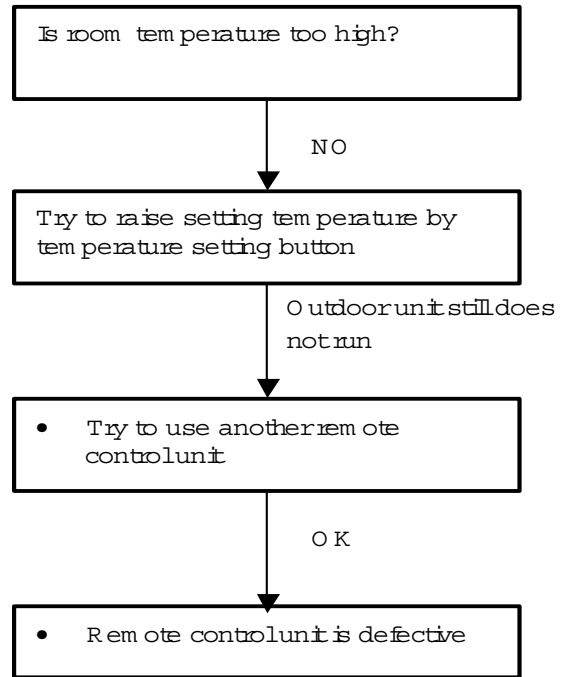 Is room temperature too high?
NO
Try to raise setting temperature by
temperature setting button
Outdoor unit still does
not run
• Try to use another remote
control unit
OK
• Remote control unit is defective